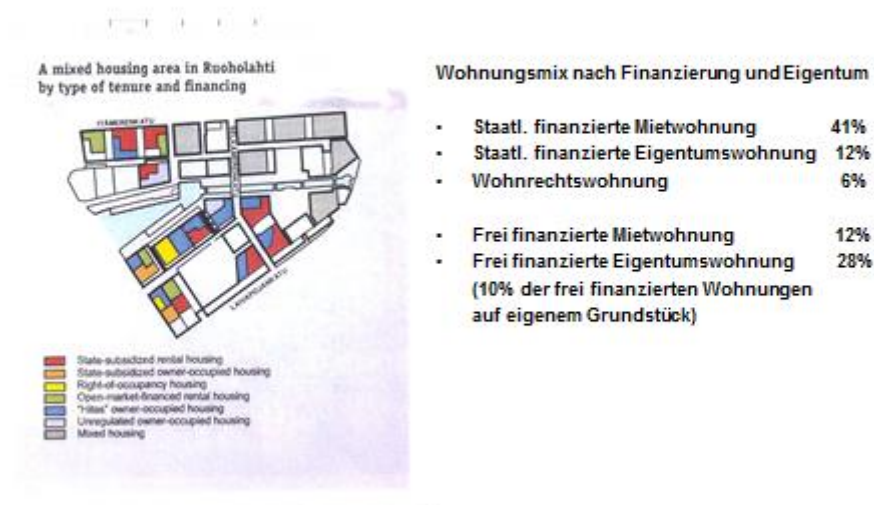 A mixed housing area in Ruoholahti
by type of tenure and financing
ITÄMERENKATU
LAIVAPOJANKATU
State-subsidized rental housing
State-subsidized owner-occupied housing
Right-of-occupancy housing
Open-market-financed rental housing
"Hitas" owner-occupied housing
Unregulated owner-occupied housing
Mixed housing
Wohnungsmix nach Finanzierung und Eigentum
▪ Staatl. finanzierte Mietwohnung 41%
▪ Staatl. finanzierte Eigentumswohnung 12%
▪ Wohnrechtswohnung 6%
▪ Frei finanzierte Mietwohnung 12%
▪ Frei finanzierte Eigentumswohnung 28%
(10% der frei finanzierten Wohnungen
auf eigenem Grundstück)